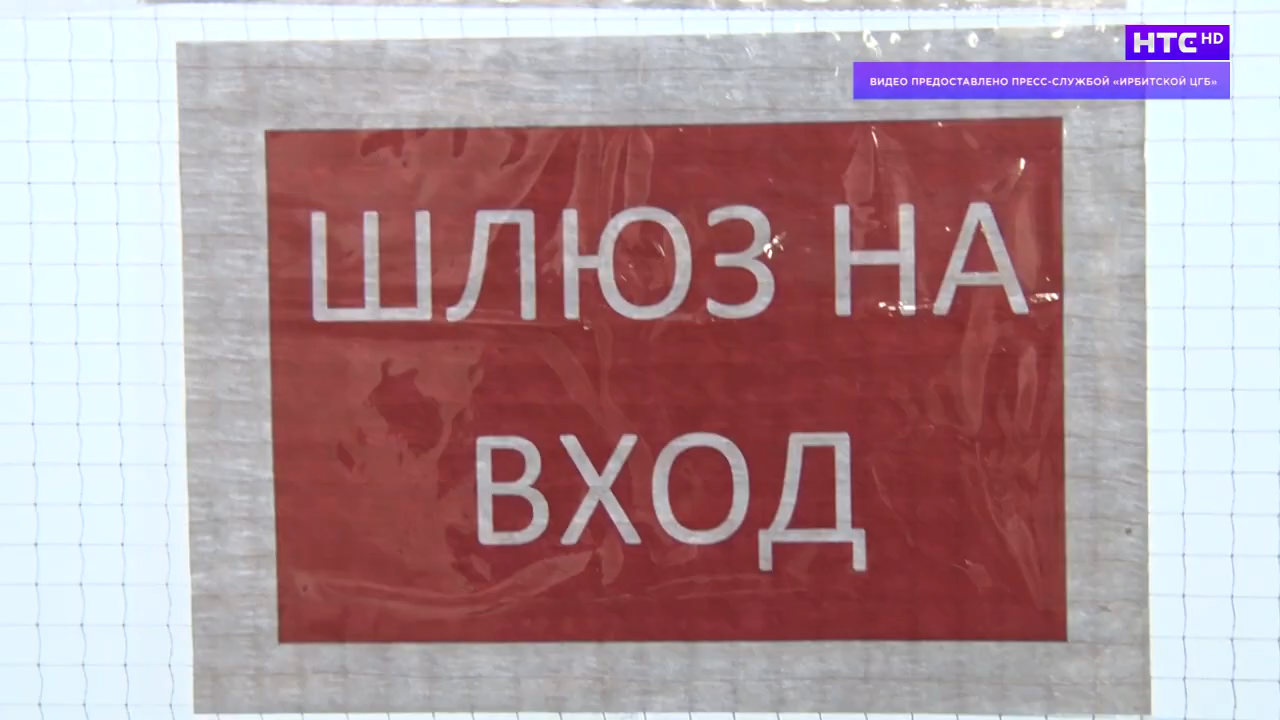 НТС HD
ВИДЕО ПРЕДОСТАВЛЕНО ПРЕСС-СЛУЖБОЙ «ИРБИТСКОЙ ЦГБ»
ШЛЮЗ НА
ВХОД